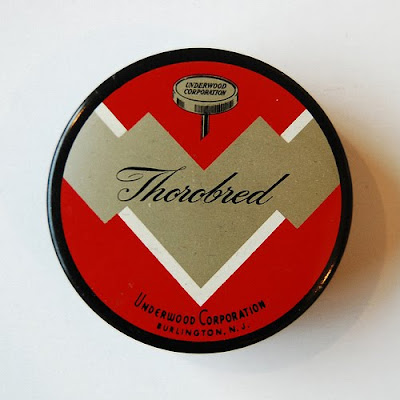 UNDERWOOD
CORPORATION
Thorobred
UNDERWOOD CORPORATION
BURLINGTON, N.J.